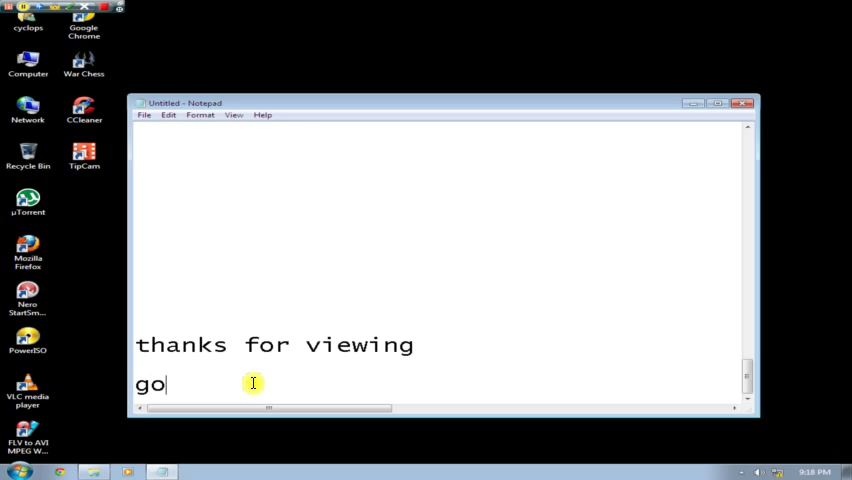 cyclops
Google Chrome
Computer
War Chess
Network
CCleaner
Recycle Bin
TipCam
µTorrent
Mozilla Firefox
Nero StartSm...
PowerISO
VLC media player
FLV to AVI MPEG W...
Untitled - Notepad
File Edit Format View Help
thanks for viewing
go
9:18 PM